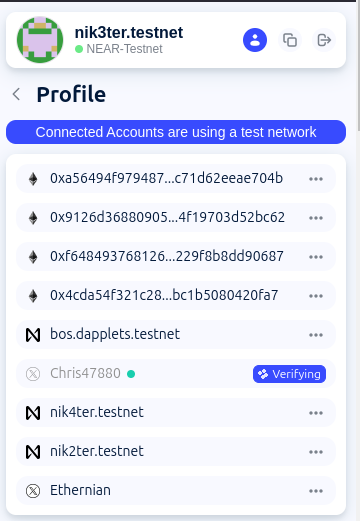 nik3ter.testnet
NEAR-Testnet
Profile
Connected Accounts are using a test network
0xa56494f979487...c71d62eeae704b
0x9126d36880905...4f19703d52bc62
0xf648493768126...229f8b8dd90687
0x4cda54f321c28...bc1b5080420fa7
bos.dapplets.testnet
Chris47880 Verifying
nik4ter.testnet
nik2ter.testnet
Ethernian